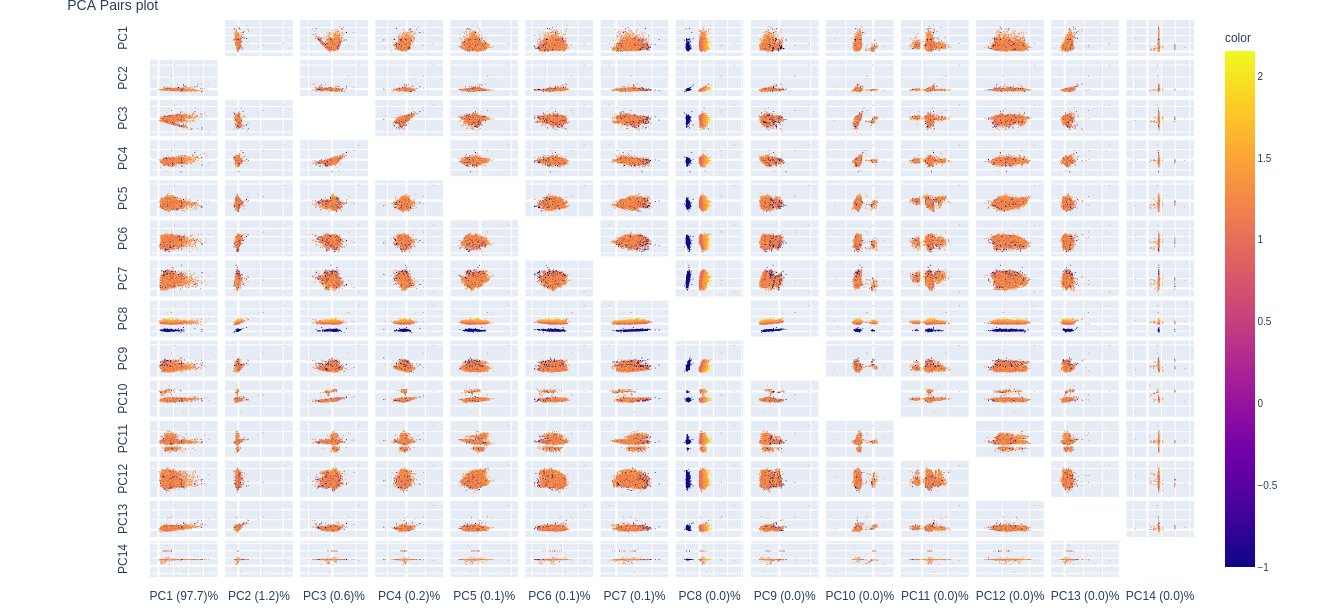 PCA Pairs plot
color
PC1
PC2
PC3
PC4
PC5
PC6
PC7
PC8
PC9
PC10
PC11
PC12
PC13
PC14
2
1.5
1
0.5
0
−0.5
−1
PC1 (97.7)% PC2 (1.2)% PC3 (0.6)% PC4 (0.2)% PC5 (0.1)% PC6 (0.1)% PC7 (0.1)% PC8 (0.0)% PC9 (0.0)% PC10 (0.0)% PC11 (0.0)% PC12 (0.0)% PC13 (0.0)% PC14 (0.0)%